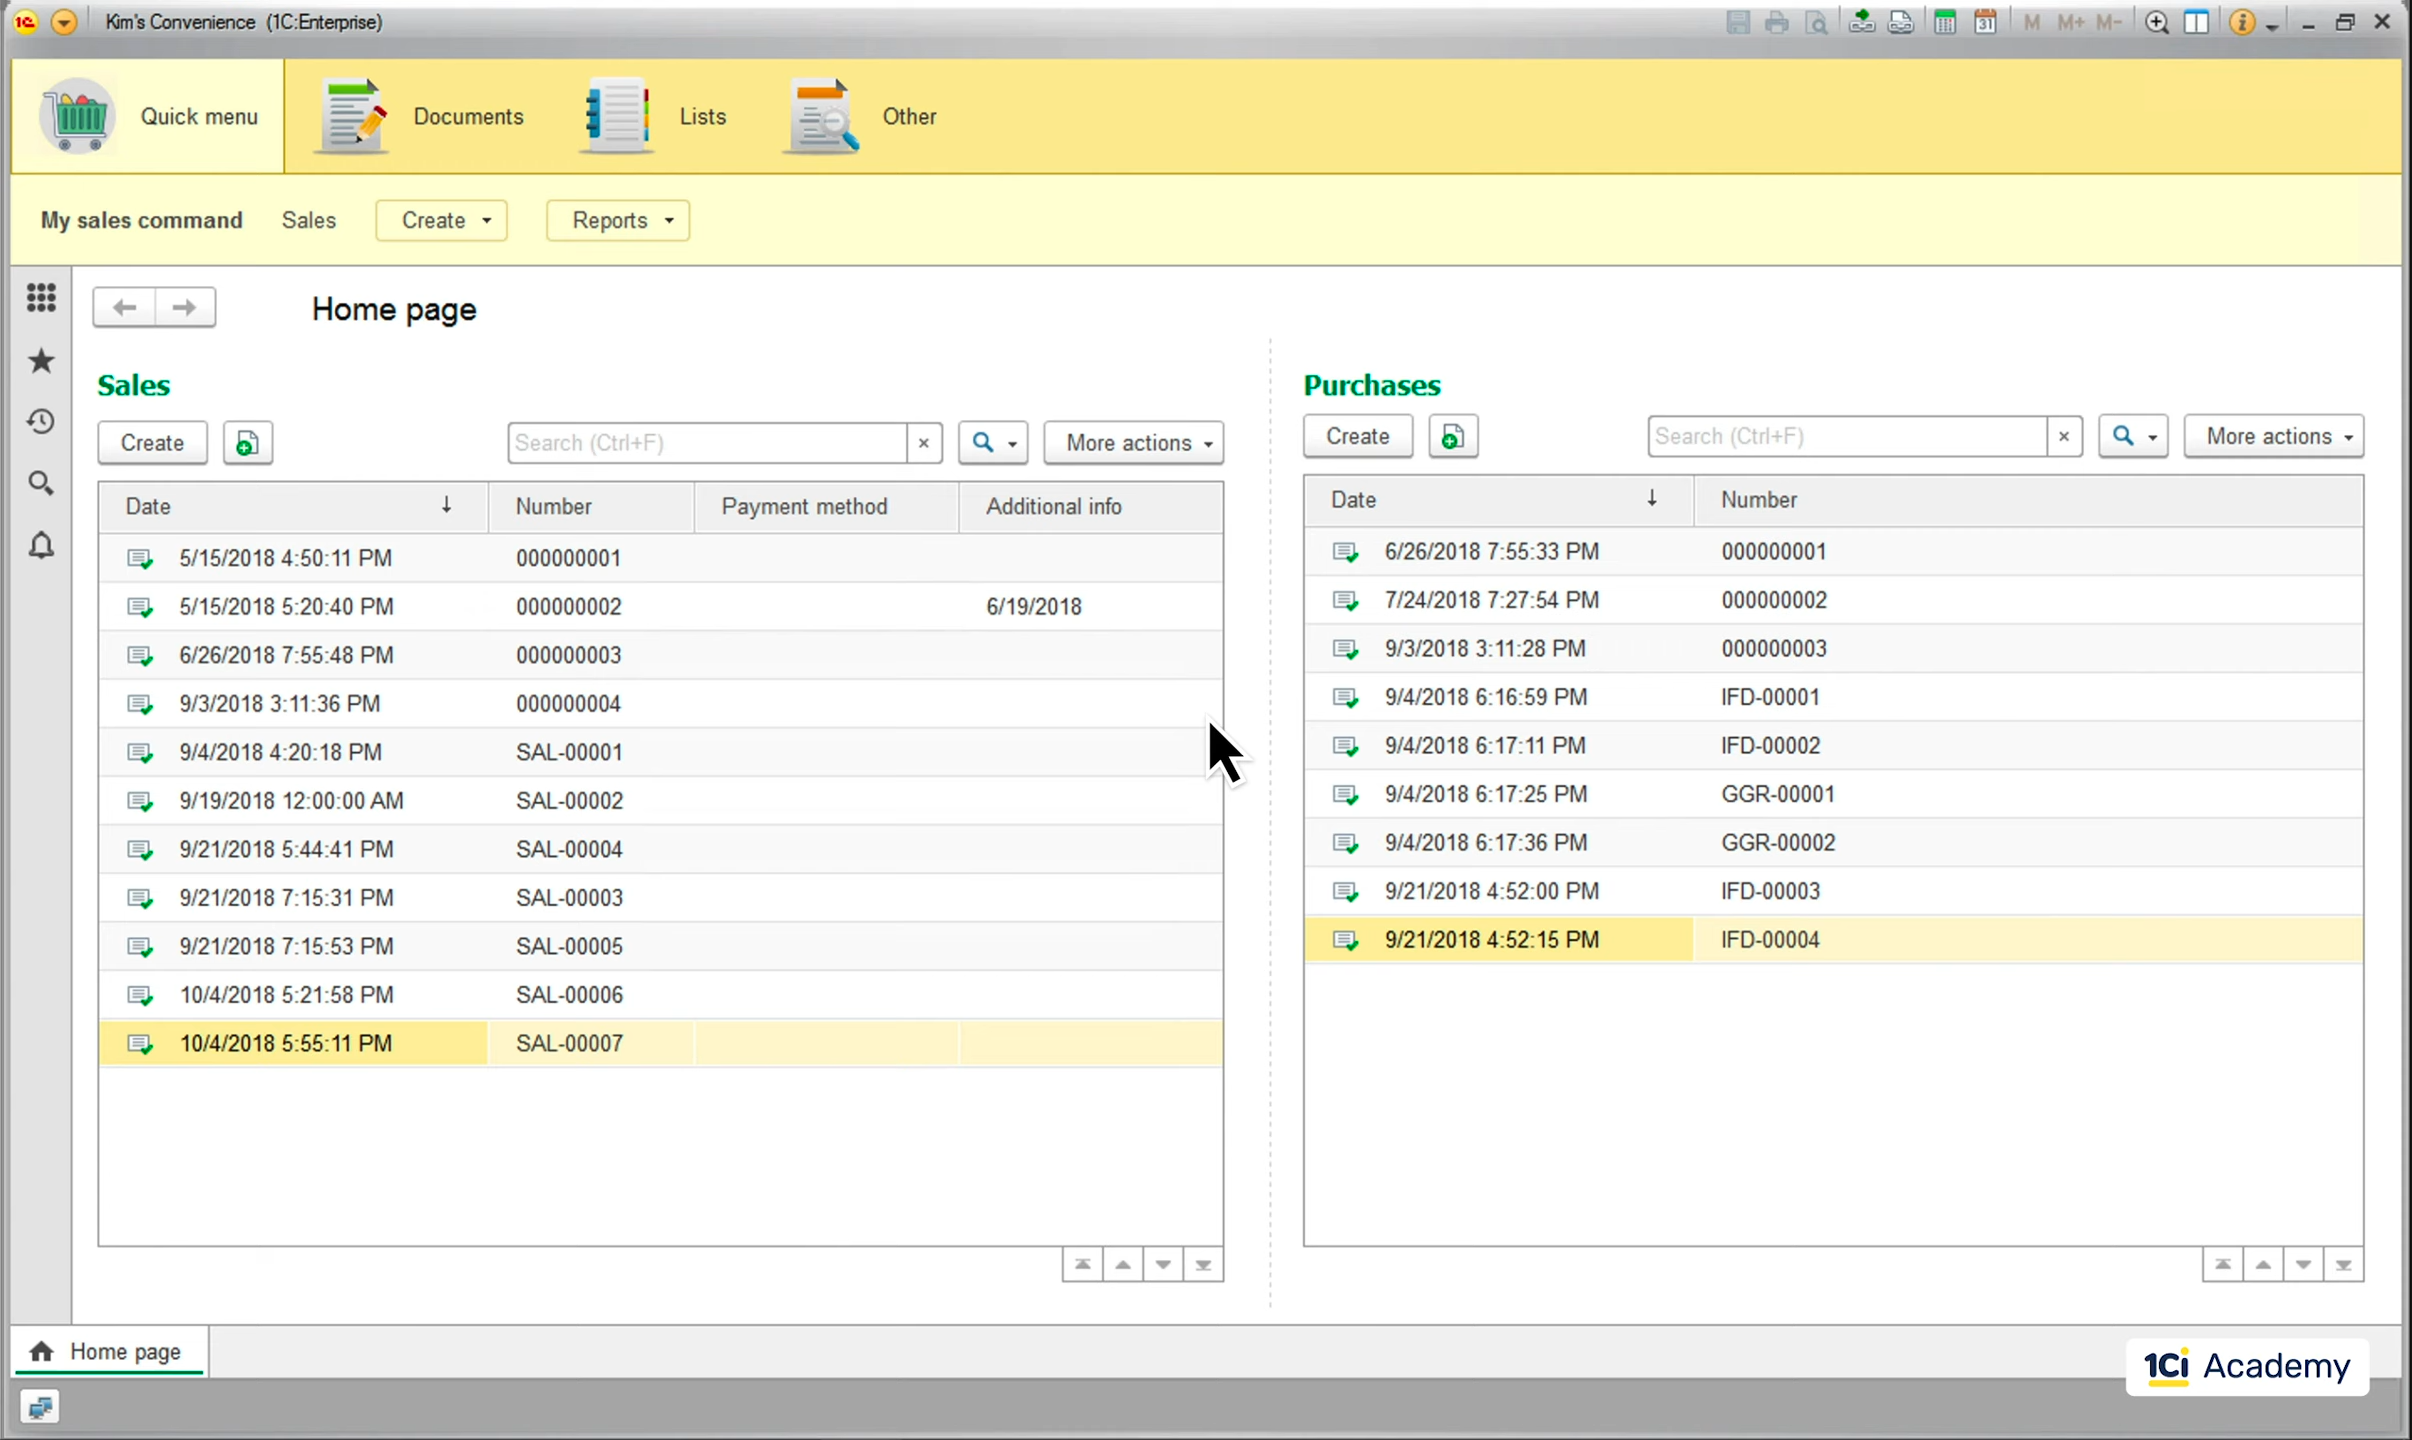 Kim's Convenience (1C:Enterprise)
31 M M+ M-
Quick menu Documents Lists Other
My sales command Sales Create Reports
Home page
Sales
Create Search (Ctrl+F) × More actions
Date ↓ Number Payment method Additional info
5/15/2018 4:50:11 PM 000000001
5/15/2018 5:20:40 PM 000000002 6/19/2018
6/26/2018 7:55:48 PM 000000003
9/3/2018 3:11:36 PM 000000004
9/4/2018 4:20:18 PM SAL-00001
9/19/2018 12:00:00 AM SAL-00002
9/21/2018 5:44:41 PM SAL-00004
9/21/2018 7:15:31 PM SAL-00003
9/21/2018 7:15:53 PM SAL-00005
10/4/2018 5:21:58 PM SAL-00006
10/4/2018 5:55:11 PM SAL-00007
Purchases
Create Search (Ctrl+F) × More actions
Date ↓ Number
6/26/2018 7:55:33 PM 000000001
7/24/2018 7:27:54 PM 000000002
9/3/2018 3:11:28 PM 000000003
9/4/2018 6:16:59 PM IFD-00001
9/4/2018 6:17:11 PM IFD-00002
9/4/2018 6:17:25 PM GGR-00001
9/4/2018 6:17:36 PM GGR-00002
9/21/2018 4:52:00 PM IFD-00003
9/21/2018 4:52:15 PM IFD-00004
Home page
1Ci Academy